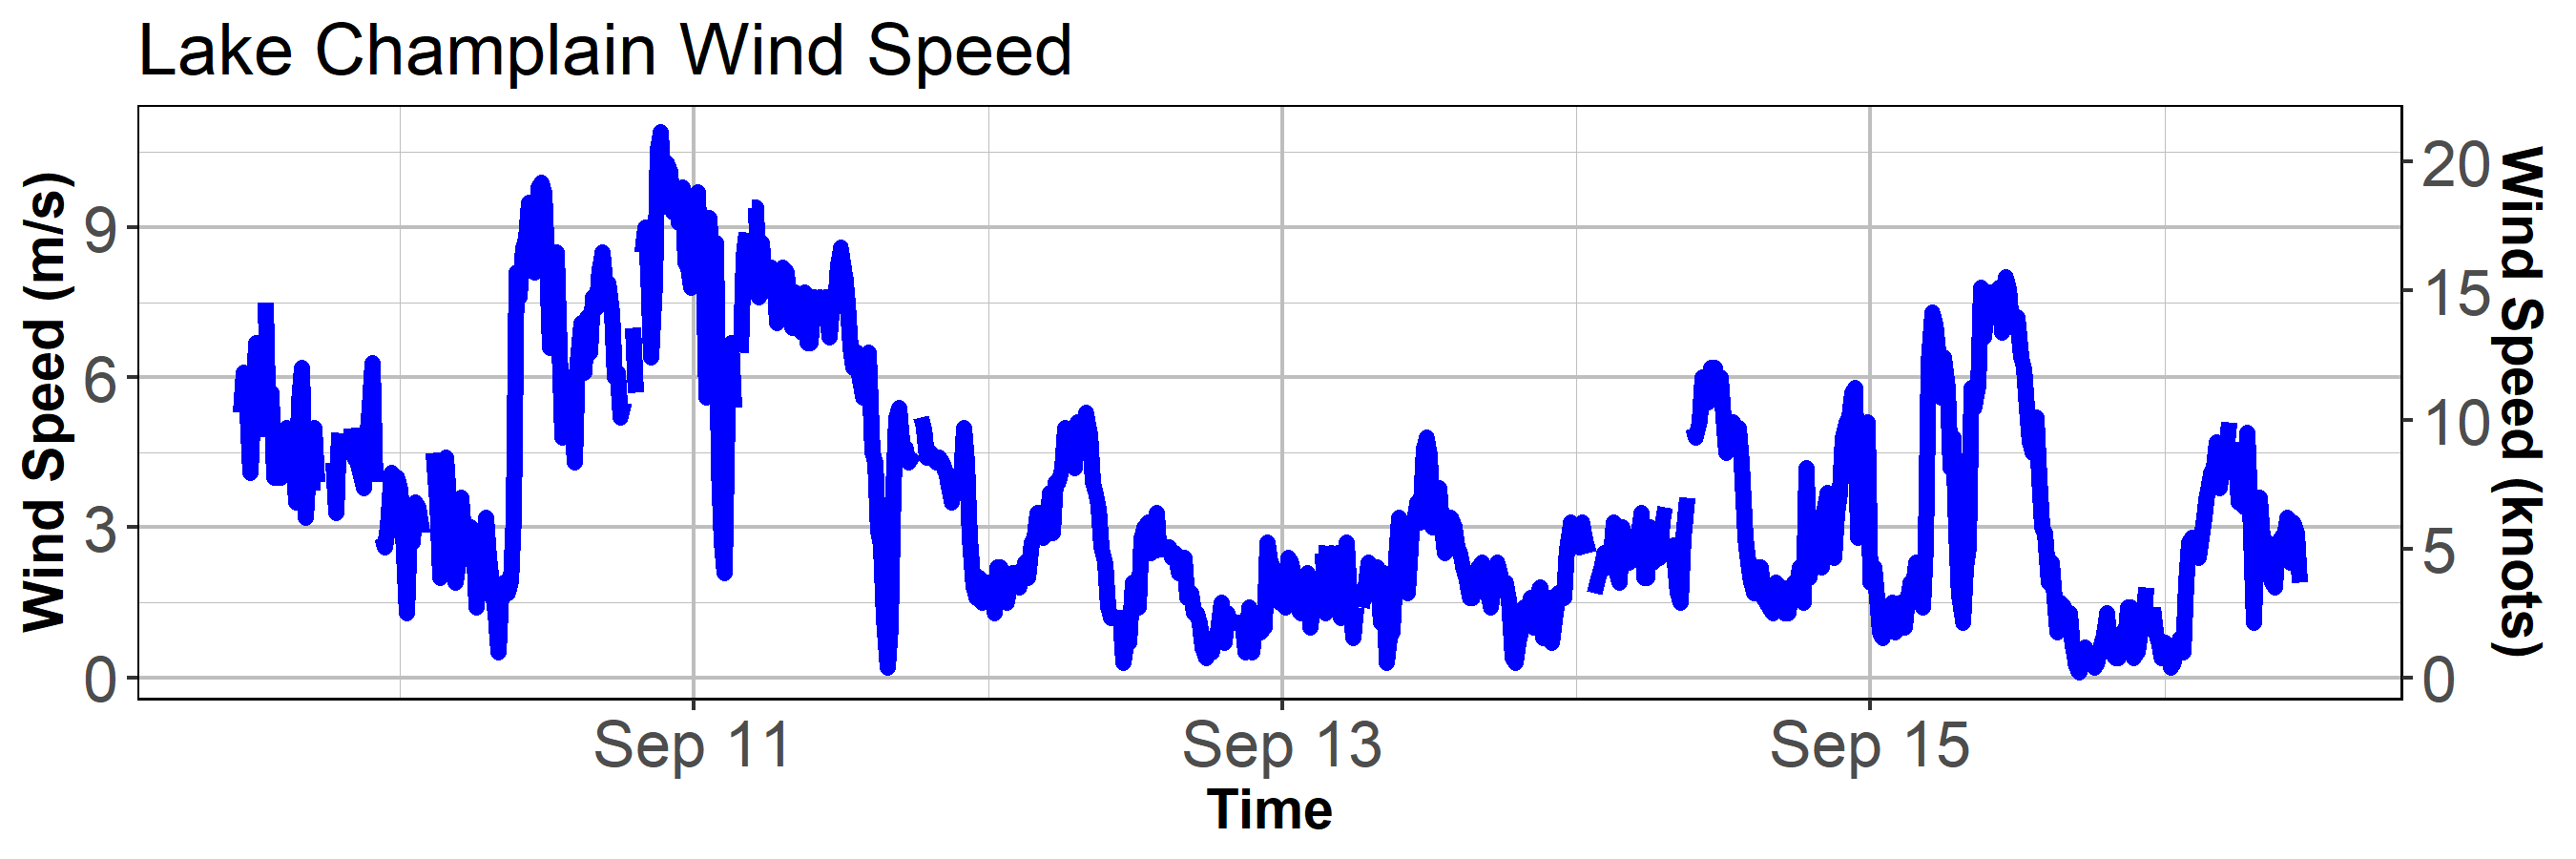 Lake Champlain Wind Speed
Wind Speed (m/s)
9
6
3
0
20
15
10
5
0
Wind Speed (knots)
Sep 11
Sep 13
Sep 15
Time